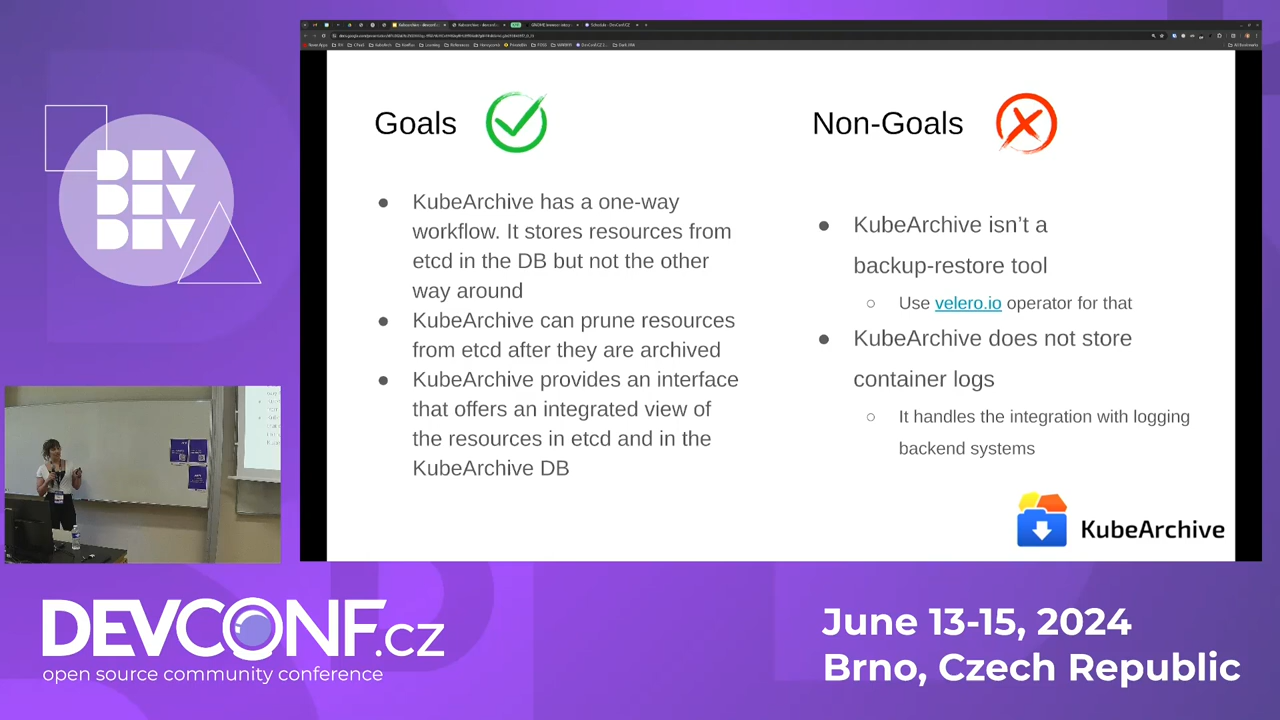 Goals
● KubeArchive has a one-way
workflow. It stores resources from
etcd in the DB but not the other
way around
● KubeArchive can prune resources
from etcd after they are archived
● KubeArchive provides an interface
that offers an integrated view of
the resources in etcd and in the
KubeArchive DB
Non-Goals
● KubeArchive isn’t a
backup-restore tool
○ Use velero.io operator for that
● KubeArchive does not store
container logs
○ It handles the integration with logging
backend systems
KubeArchive
DEV
DEV
DEV
DEVCONF.cz
open source community conference
June 13-15, 2024
Brno, Czech Republic